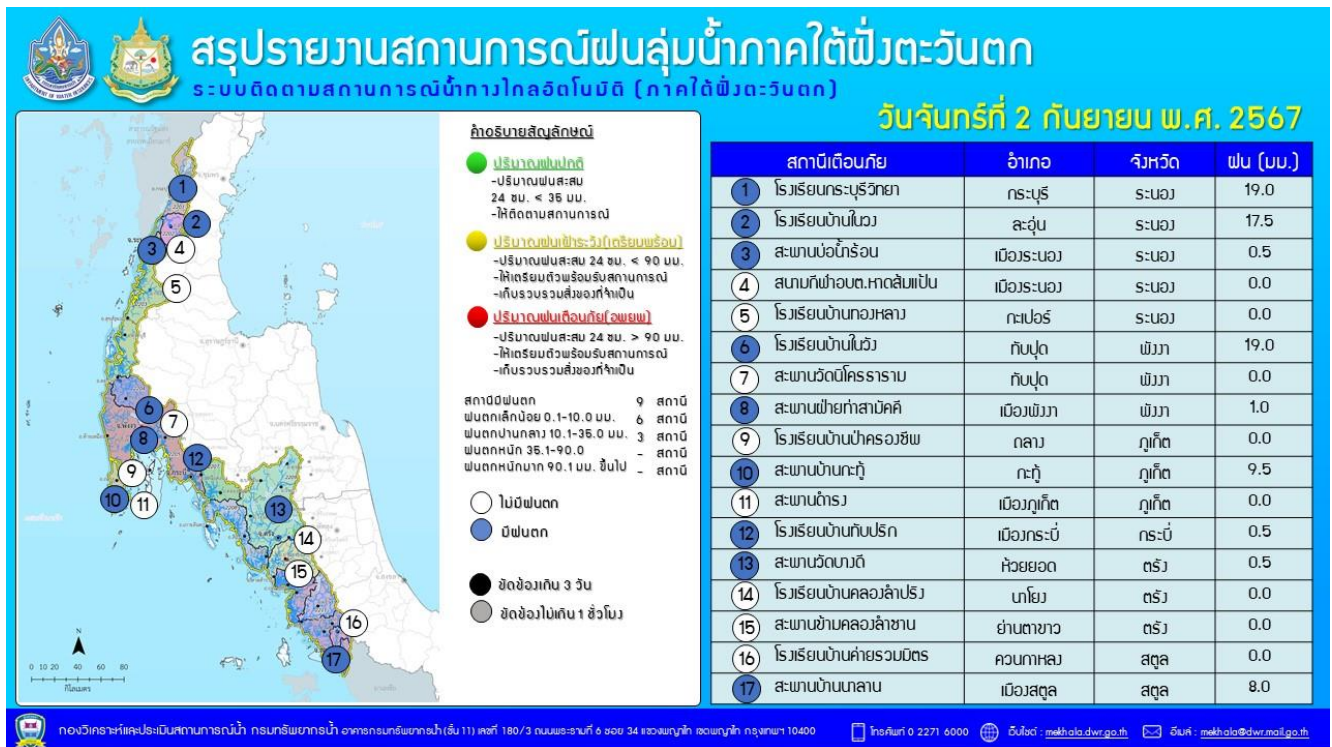 สรุปรายงานสถานการณ์ฝนลุ่มน้ำภาคใต้ฝั่งตะวันตก
ระบบติดตามสถานการณ์น้ำทางไกลอัตโนมัติ (ภาคใต้ฝั่งตะวันตก)
วันจันทร์ที่ 2 กันยายน พ.ศ. 2567
คำอธิบายสัญลักษณ์
ปริมาณฝนปกติ
-ปริมาณฝนสะสม
24 ชม. < 35 มม.
-ให้ติดตามสถานการณ์
ปริมาณฝนเฝ้าระวัง(เตรียมพร้อม)
-ปริมาณฝนสะสม 24 ชม. < 90 มม.
-ให้เตรียมตัวพร้อมรับสถานการณ์
-เก็บรวบรวมสิ่งของที่จำเป็น
ปริมาณฝนเตือนภัย(อพยพ)
-ปริมาณฝนสะสม 24 ชม. > 90 มม.
-ให้เตรียมตัวพร้อมรับสถานการณ์
-เก็บรวบรวมสิ่งของที่จำเป็น
สถานีมีฝนตก 9 สถานี
ฝนตกเล็กน้อย 0.1-10.0 มม. 6 สถานี
ฝนตกปานกลาง 10.1-35.0 มม. 3 สถานี
ฝนตกหนัก 35.1-90.0 - สถานี
ฝนตกหนักมาก 90.1 มม. ขึ้นไป - สถานี
ไม่มีฝนตก
มีฝนตก
ขัดข้องเกิน 3 วัน
ขัดข้องไม่เกิน 1 ชั่วโมง
1
2
3 4
5
6
7
8
9
12
10 11
13
14
15
16
17
N
0 10 20 40 60 80
กิโลเมตร
สถานีเตือนภัย อำเภอ จังหวัด ฝน (มม.)
1 โรงเรียนกระบุรีวิทยา กระบุรี ระนอง 19.0
2 โรงเรียนบ้านในวง ละอุ่น ระนอง 17.5
3 สะพานบ่อน้ำร้อน เมืองระนอง ระนอง 0.5
4 สนามกีฬาอบต.หาดส้มแป้น เมืองระนอง ระนอง 0.0
5 โรงเรียนบ้านทองหลาง กะเปอร์ ระนอง 0.0
6 โรงเรียนบ้านในวัง ทับปุด พังงา 19.0
7 สะพานวัดนิโครธาราม ทับปุด พังงา 0.0
8 สะพานฝ่ายท่าสามัคคี เมืองพังงา พังงา 1.0
9 โรงเรียนบ้านป่าครองชีพ ถลาง ภูเก็ต 0.0
10 สะพานบ้านกะทู้ กะทู้ ภูเก็ต 9.5
11 สะพานดำรง เมืองภูเก็ต ภูเก็ต 0.0
12 โรงเรียนบ้านทับปริก เมืองกระบี่ กระบี่ 0.5
13 สะพานวัดบางดี ห้วยยอด ตรัง 0.5
14 โรงเรียนบ้านคลองลำปริง นาโยง ตรัง 0.0
15 สะพานข้ามคลองลำชาน ย่านตาขาว ตรัง 0.0
16 โรงเรียนบ้านค่ายรวมมิตร ควนกาหลง สตูล 0.0
17 สะพานบ้านนาลาน เมืองสตูล สตูล 8.0
กองวิเคราะห์และประเมินสถานการณ์น้ำ กรมทรัพยากรน้ำ อาคารกรมทรัพยากรน้ำ (ชั้น 11) เลขที่ 180/3 ถนนพระรามที่ 6 ซอย 34 แขวงพญาไท เขตพญาไท กรุงเทพฯ 10400 โทรศัพท์ 0 2271 6000 เว็บไซต์ : mekhala.dwr.go.th อีเมล์ : mekhala@dwr.mail.go.th